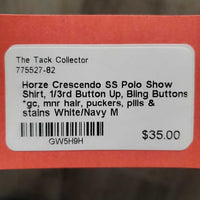 The Tack Collector
775527-82
Horze Crescendo SS Polo Show
Shirt, 1/3rd Button Up, Bling Buttons
*gc, mnr hair, puckers, pills &
stains White/Navy M
GW5H9H
$35.00